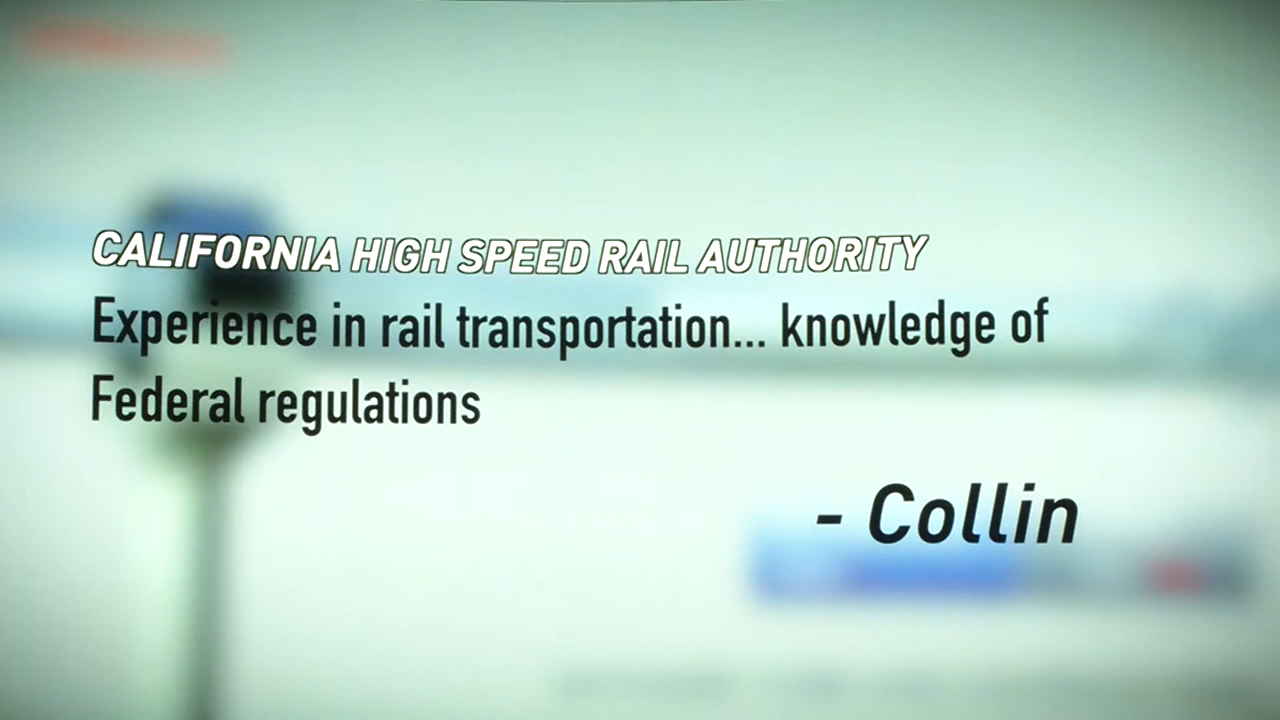 CALIFORNIA HIGH SPEED RAIL AUTHORITY
Experience in rail transportation... knowledge of
Federal regulations
- Collin